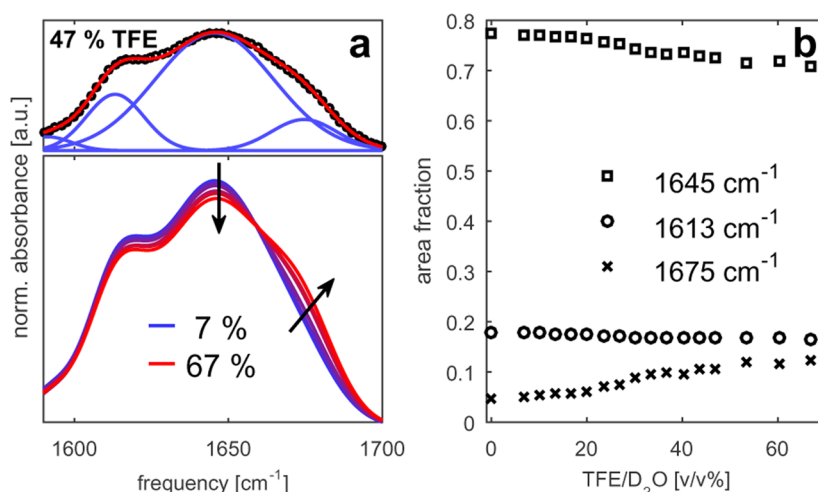 47 % TFE
a
norm. absorbance [a.u.]
7 %
67 %
1600
1650
1700
frequency [cm⁻¹]
b
0.8
0.7
0.6
0.5
0.4
0.3
0.2
0.1
0
area fraction
1645 cm⁻¹
1613 cm⁻¹
1675 cm⁻¹
0
20
40
60
TFE/D₂O [v/v%]